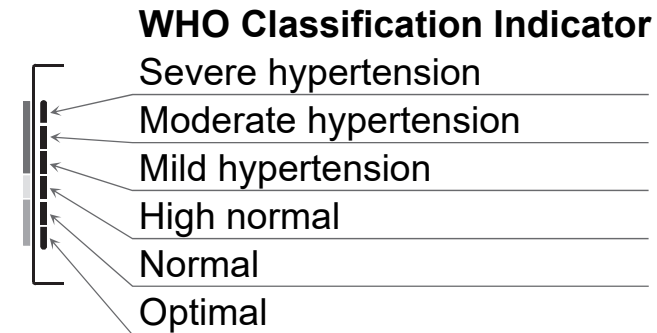 WHO Classification Indicator
Severe hypertension
Moderate hypertension
Mild hypertension
High normal
Normal
Optimal